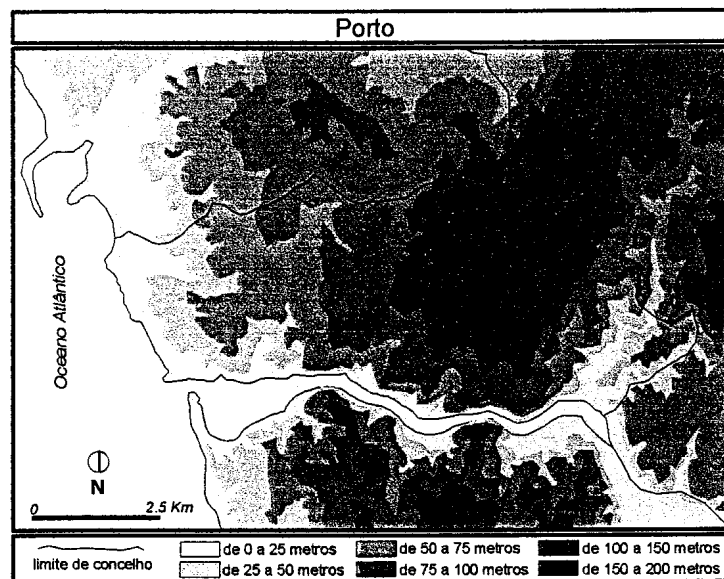 Porto
Oceano Atlântico
N
0 2.5 Km
limite de concelho
de 0 a 25 metros
de 50 a 75 metros
de 100 a 150 metros
de 25 a 50 metros
de 75 a 100 metros
de 150 a 200 metros